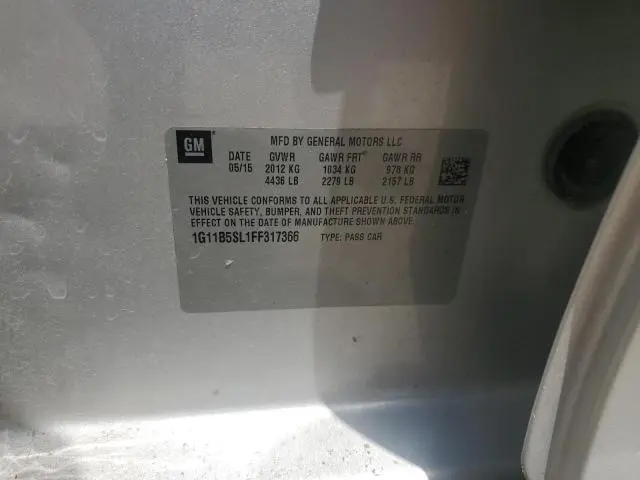 GM
MFD BY GENERAL MOTORS LLC
DATE GVWR GAWR FRT GAWR RR
05/15 2012 KG 1034 KG 978 KG
4436 LB 2279 LB 2157 LB
THIS VEHICLE CONFORMS TO ALL APPLICABLE U.S. FEDERAL MOTOR
VEHICLE SAFETY, BUMPER, AND THEFT PREVENTION STANDARDS IN
EFFECT ON THE DATE OF MANUFACTURE SHOWN ABOVE.
1G11B5SL1FF317366 TYPE: PASS CAR